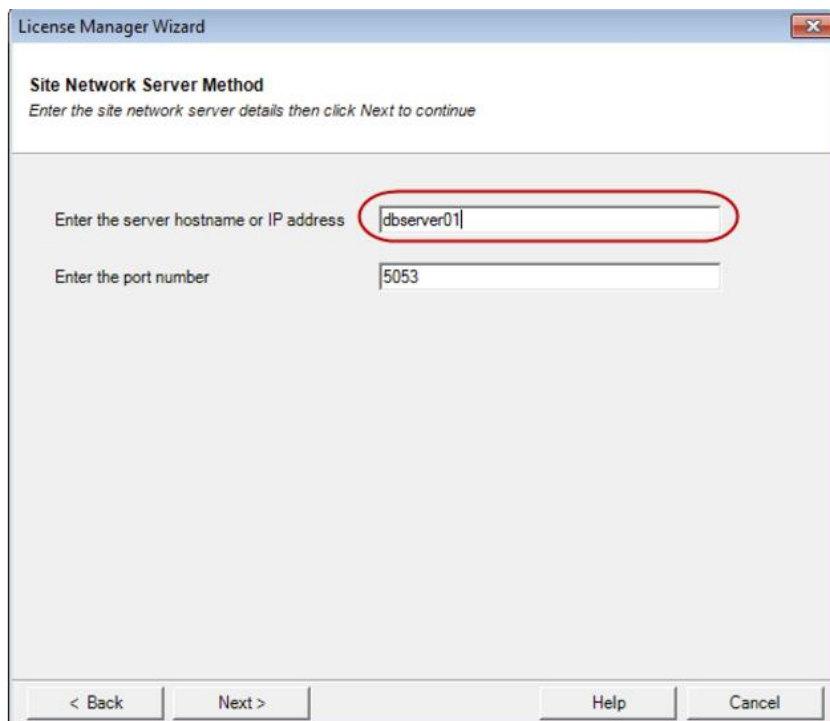 License Manager Wizard
Site Network Server Method
Enter the site network server details then click Next to continue
Enter the server hostname or IP address dbserver01
Enter the port number 5053
< Back Next > Help Cancel